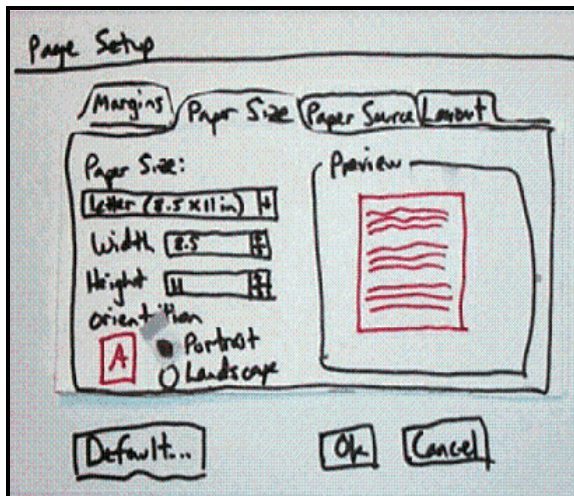 Page Setup
Margins Paper Size Paper Source Layout
Paper Size:
Letter (8.5 x 11 in)
Width 8.5
Height 11
orientition
A
Portrait
Landscape
Preview
Default... Ok Cancel